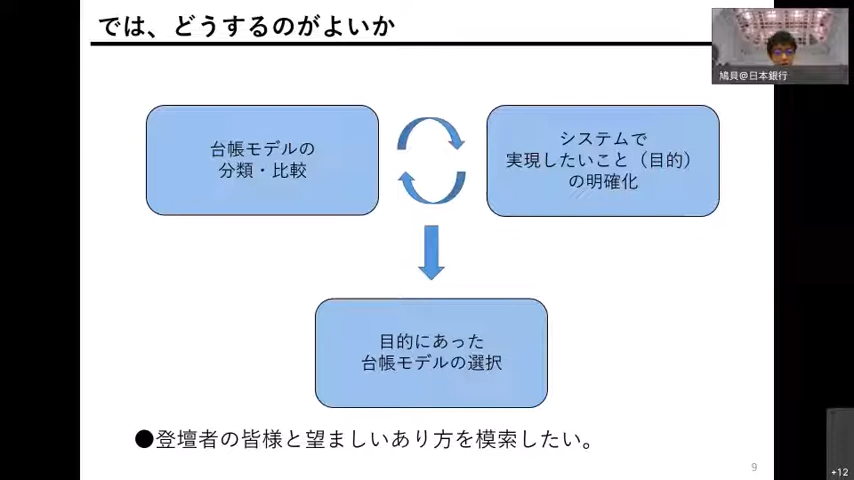 では、どうするのがよいか
鳩貝@日本銀行
台帳モデルの
分類・比較
システムで
実現したいこと（目的）
の明確化
目的にあった
台帳モデルの選択
●登壇者の皆様と望ましいあり方を模索したい。
9
+12